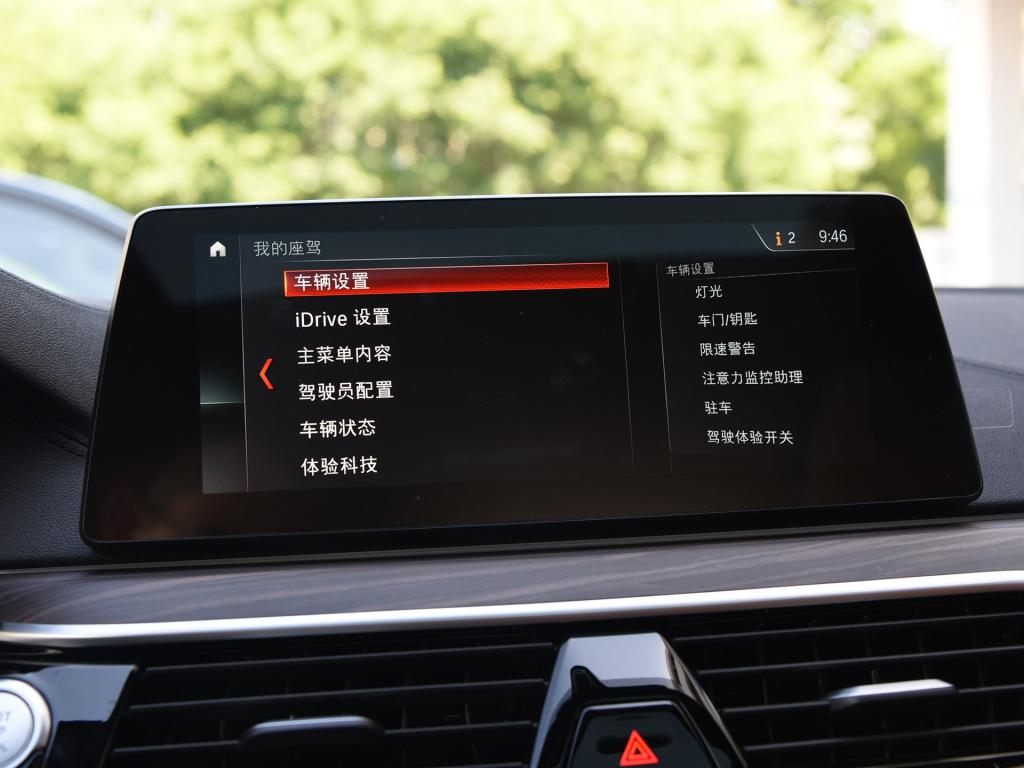 我的座驾
2 9:46
车辆设置
iDrive 设置
主菜单内容
驾驶员配置
车辆状态
体验科技
车辆设置
灯光
车门/钥匙
限速警告
注意力监控助理
驻车
驾驶体验开关